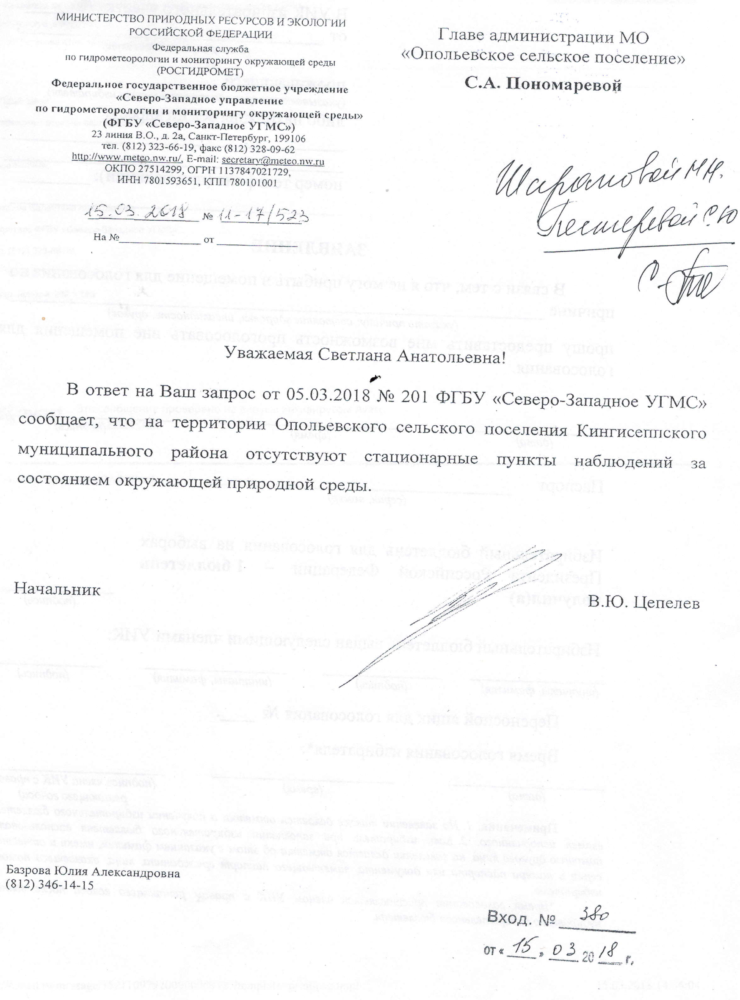 МИНИСТЕРСТВО ПРИРОДНЫХ РЕСУРСОВ И ЭКОЛОГИИ
РОССИЙСКОЙ ФЕДЕРАЦИИ
Федеральная служба
по гидрометеорологии и мониторингу окружающей среды
(РОСГИДРОМЕТ)
Федеральное государственное бюджетное учреждение
«Северо-Западное управление
по гидрометеорологии и мониторингу окружающей среды»
(ФГБУ «Северо-Западное УГМС»)
23 линия В.О., д. 2а, Санкт-Петербург, 199106
тел. (812) 323-66-19, факс (812) 328-09-62
http://www.meteo.nw.ru/, E-mail: secretary@meteo.nw.ru
ОКПО 27514299, ОГРН 1137847021729,
ИНН 7801593651, КПП 780101001
15.03.2018 № 11-17/523
На № от
Главе администрации МО
«Опольевское сельское поселение»
С.А. Пономаревой
Н.Н.
С.Ю
Уважаемая Светлана Анатольевна!
В ответ на Ваш запрос от 05.03.2018 № 201 ФГБУ «Северо-Западное УГМС»
сообщает, что на территории Опольевского сельского поселения Кингисеппского
муниципального района отсутствуют стационарные пункты наблюдений за
состоянием окружающей природной среды.
Начальник
В.Ю. Цепелев
Базрова Юлия Александровна
(812) 346-14-15
Вход. № 380
от « 15 » 03 2018 г.